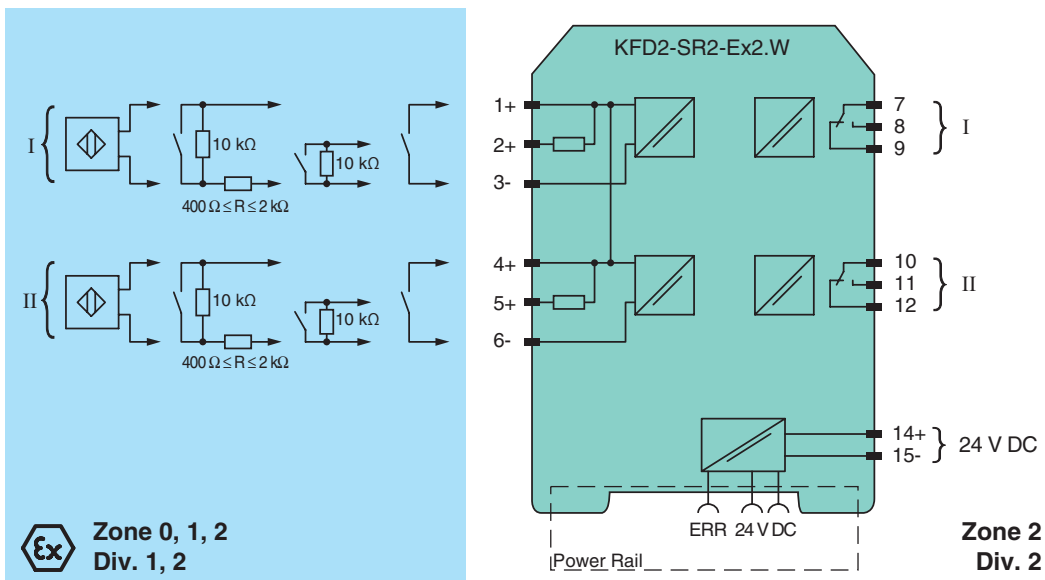 KFD2-SR2-Ex2.W
I
10 kΩ
10 kΩ
400 Ω ≤ R ≤ 2 kΩ
1+
2+
3-
7
8
9
I
II
10 kΩ
10 kΩ
400 Ω ≤ R ≤ 2 kΩ
4+
5+
6-
10
11
12
II
14+
15-
24 V DC
ERR 24 V DC
Power Rail
Ex
Zone 0, 1, 2
Div. 1, 2
Zone 2
Div. 2